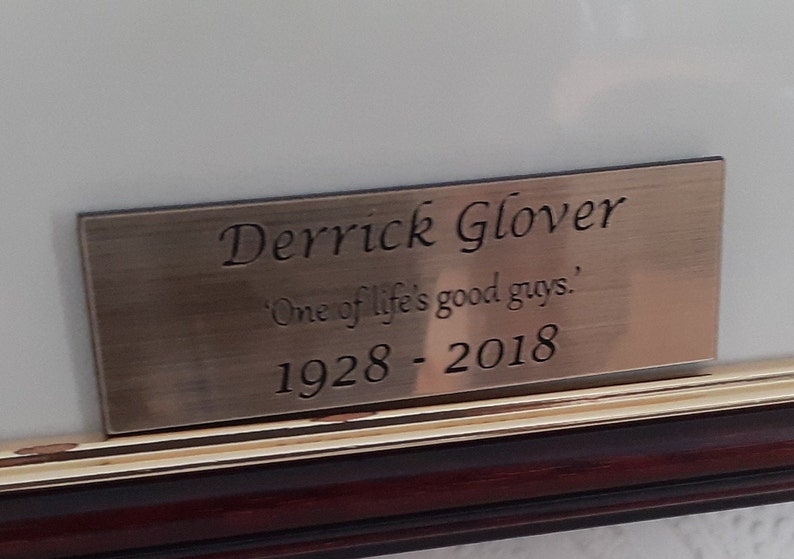 Derrick Glover
‘One of life's good guys.’
1928 - 2018